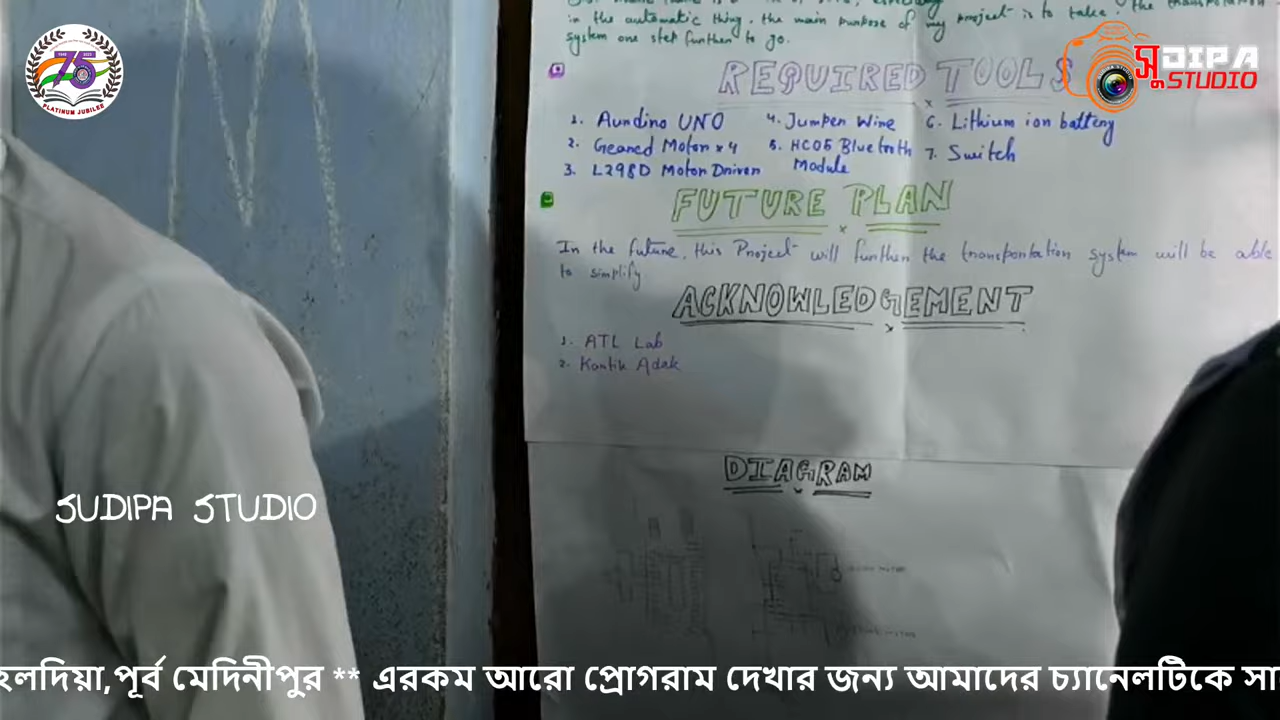 in the automatic thing, the main purpose of my project is to take the transpotation
system one step further to go.
REQUIRED TOOLS
1. Aurdino UNO
2. Geared Motor x 4
3. L298D Motor Driver
4. Jumper Wire
5. HC05 Bluetooth
Module
6. Lithium ion battery
7. Switch
FUTURE PLAN
In the future, this Project will further the transportation system will be able
to simplify
ACKNOWLEDGEMENT
1. ATL Lab
2. Kartik Adak
DIAGRAM
75
PLATINUM JUBILEE
সুDIPA
STUDIO
SUDIPA STUDIO
হলদিয়া,পূর্ব মেদিনীপুর ** এরকম আরো প্রোগরাম দেখার জন্য আমাদের চ্যানেলটিকে সা